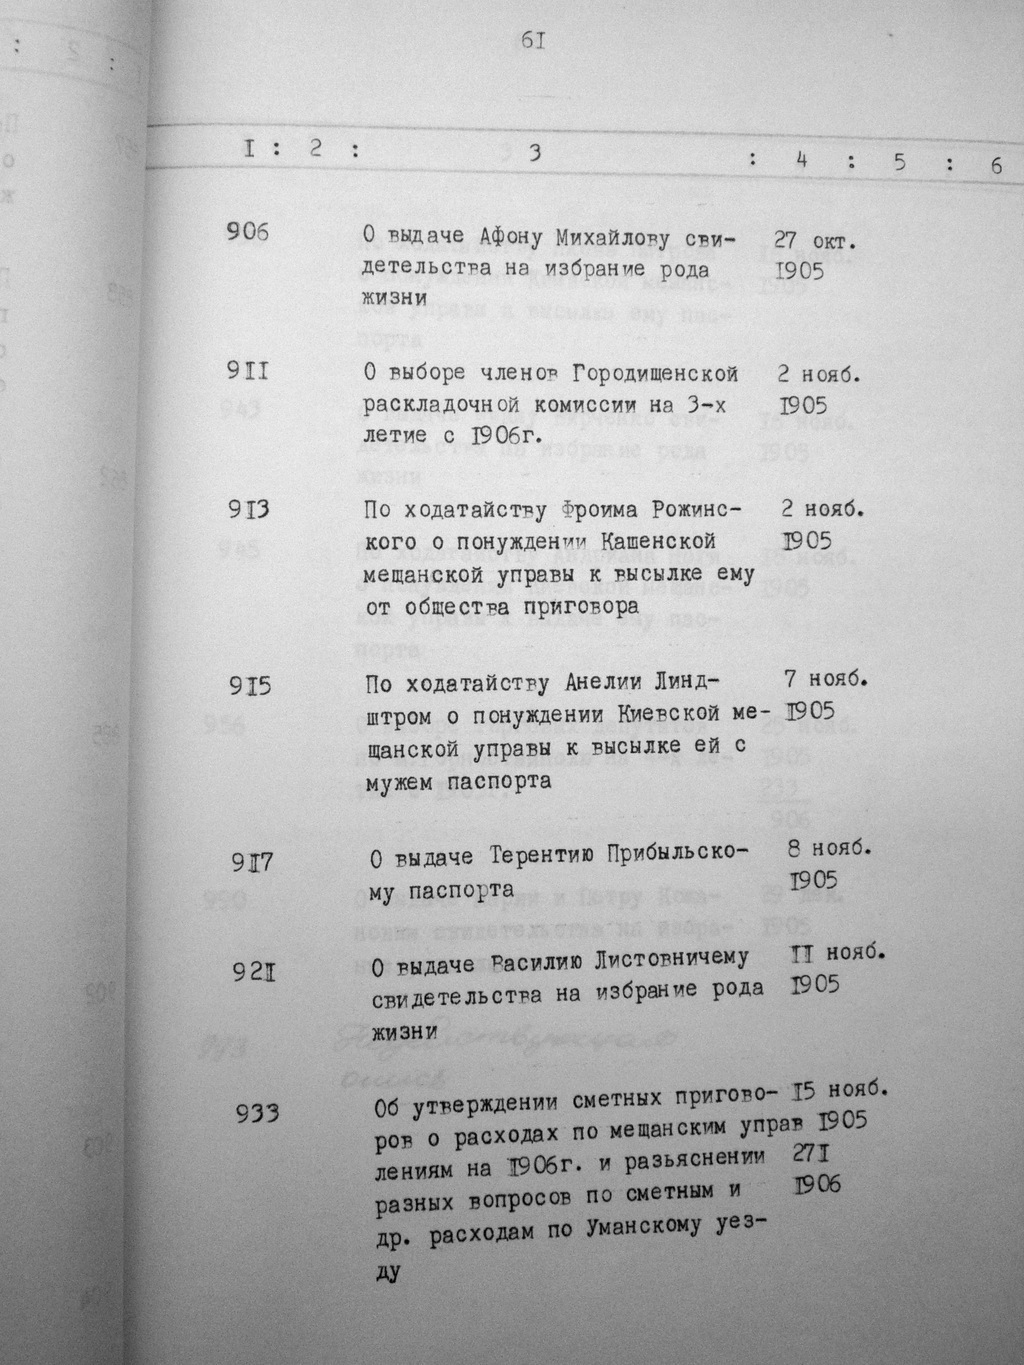 61
1 : 2 : 3 : 4 : 5 : 6
906 О выдаче Афону Михайлову сви- 27 окт.
детельства на избрание рода 1905
жизни
911 О выборе членов Городищенской 2 нояб.
раскладочной комиссии на 3-х 1905
летие с 1906г.
913 По ходатайству Фроима Рожинс- 2 нояб.
кого о понуждении Кашенской 1905
мещанской управы к высылке ему
от общества приговора
915 По ходатайству Анелии Линд- 7 нояб.
штром о понуждении Киевской ме- 1905
щанской управы к высылке ей с
мужем паспорта
917 О выдаче Терентию Прибыльско- 8 нояб.
му паспорта 1905
921 О выдаче Василию Листовничему 11 нояб.
свидетельства на избрание рода 1905
жизни
933 Об утверждении сметных пригово- 15 нояб.
ров о расходах по мещанским управ 1905
лениям на 1906г. и разьяснении 271
разных вопросов по сметным и 1906
др. расходам по Уманскому уез-
ду